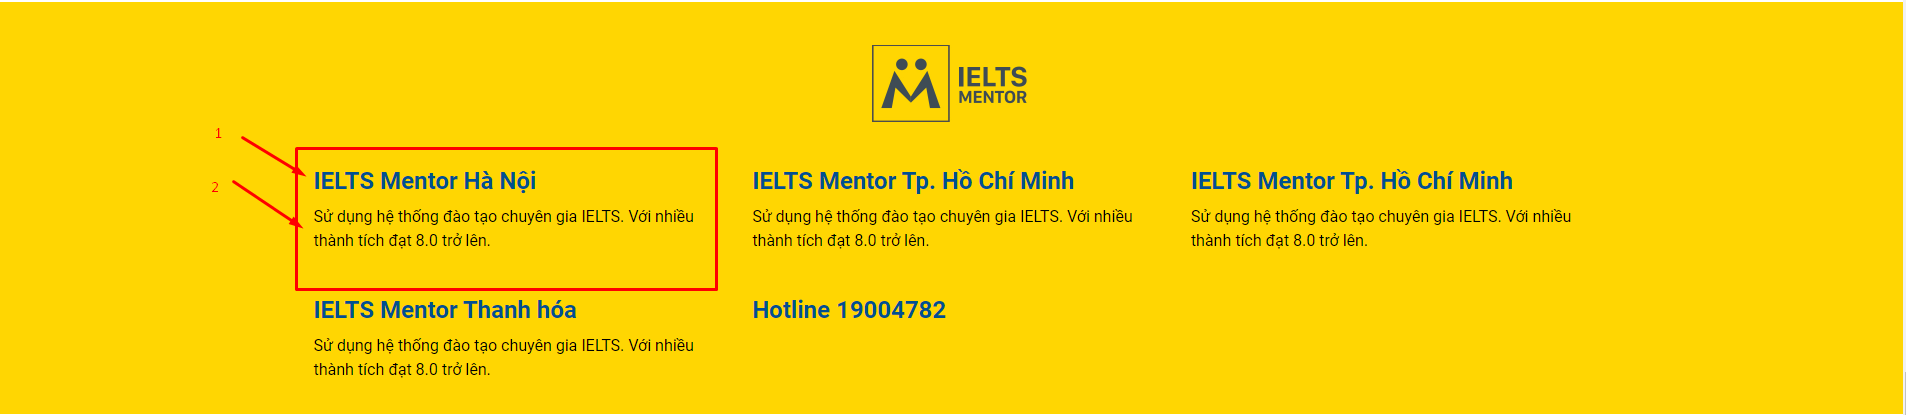 IELTS
MENTOR
1
2
IELTS Mentor Hà Nội
Sử dụng hệ thống đào tạo chuyên gia IELTS. Với nhiều
thành tích đạt 8.0 trở lên.
IELTS Mentor Tp. Hồ Chí Minh
Sử dụng hệ thống đào tạo chuyên gia IELTS. Với nhiều
thành tích đạt 8.0 trở lên.
IELTS Mentor Tp. Hồ Chí Minh
Sử dụng hệ thống đào tạo chuyên gia IELTS. Với nhiều
thành tích đạt 8.0 trở lên.
IELTS Mentor Thanh hóa
Sử dụng hệ thống đào tạo chuyên gia IELTS. Với nhiều
thành tích đạt 8.0 trở lên.
Hotline 19004782